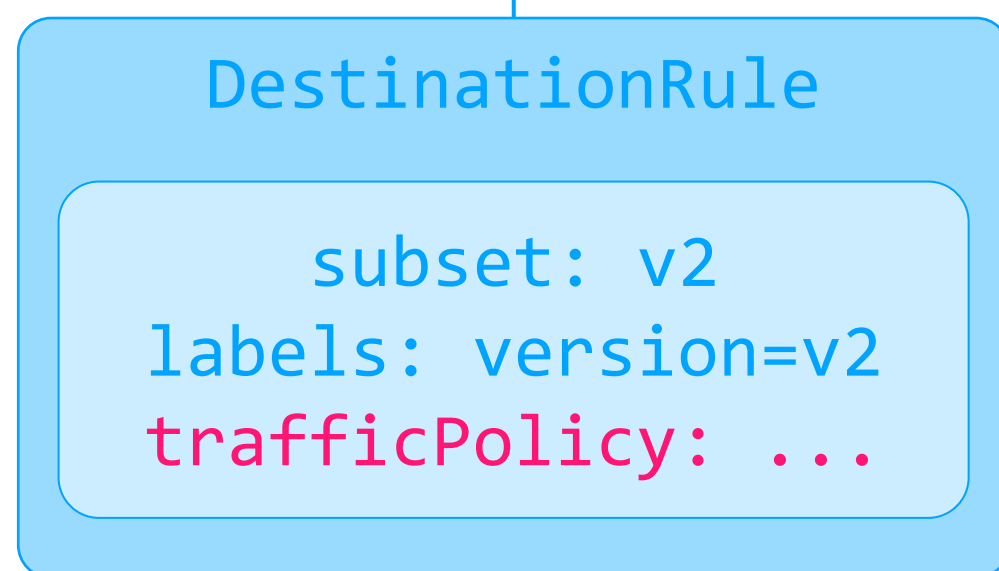 DestinationRule
subset: v2
labels: version=v2
trafficPolicy: ...